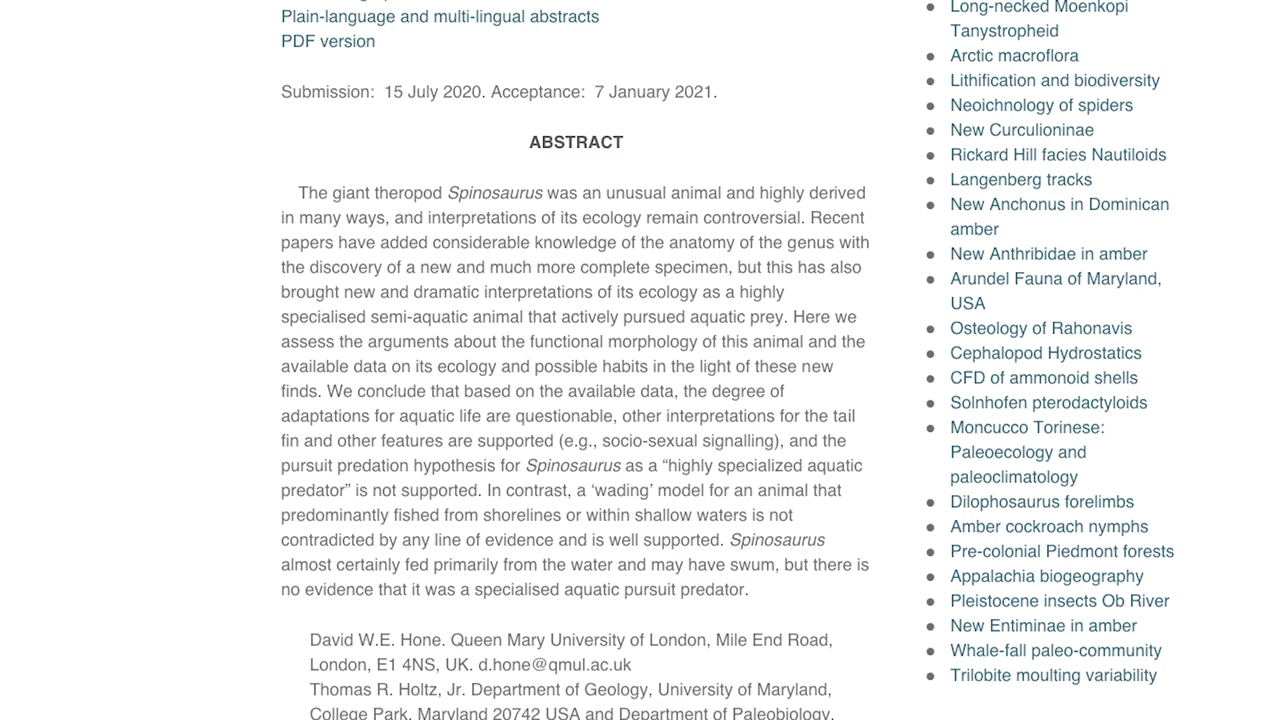 Plain-language and multi-lingual abstracts
PDF version
Submission:  15 July 2020. Acceptance:  7 January 2021.
ABSTRACT
The giant theropod Spinosaurus was an unusual animal and highly derived
in many ways, and interpretations of its ecology remain controversial. Recent
papers have added considerable knowledge of the anatomy of the genus with
the discovery of a new and much more complete specimen, but this has also
brought new and dramatic interpretations of its ecology as a highly
specialised semi-aquatic animal that actively pursued aquatic prey. Here we
assess the arguments about the functional morphology of this animal and the
available data on its ecology and possible habits in the light of these new
finds. We conclude that based on the available data, the degree of
adaptations for aquatic life are questionable, other interpretations for the tail
fin and other features are supported (e.g., socio-sexual signalling), and the
pursuit predation hypothesis for Spinosaurus as a “highly specialized aquatic
predator” is not supported. In contrast, a ‘wading’ model for an animal that
predominantly fished from shorelines or within shallow waters is not
contradicted by any line of evidence and is well supported. Spinosaurus
almost certainly fed primarily from the water and may have swum, but there is
no evidence that it was a specialised aquatic pursuit predator.
David W.E. Hone. Queen Mary University of London, Mile End Road,
London, E1 4NS, UK. d.hone@qmul.ac.uk
Thomas R. Holtz, Jr. Department of Geology, University of Maryland,
College Park, Maryland 20742 USA and Department of Paleobiology,
Long-necked Moenkopi
Tanystropheid
Arctic macroflora
Lithification and biodiversity
Neoichnology of spiders
New Curculioninae
Rickard Hill facies Nautiloids
Langenberg tracks
New Anchonus in Dominican
amber
New Anthribidae in amber
Arundel Fauna of Maryland,
USA
Osteology of Rahonavis
Cephalopod Hydrostatics
CFD of ammonoid shells
Solnhofen pterodactyloids
Moncucco Torinese:
Paleoecology and
paleoclimatology
Dilophosaurus forelimbs
Amber cockroach nymphs
Pre-colonial Piedmont forests
Appalachia biogeography
Pleistocene insects Ob River
New Entiminae in amber
Whale-fall paleo-community
Trilobite moulting variability